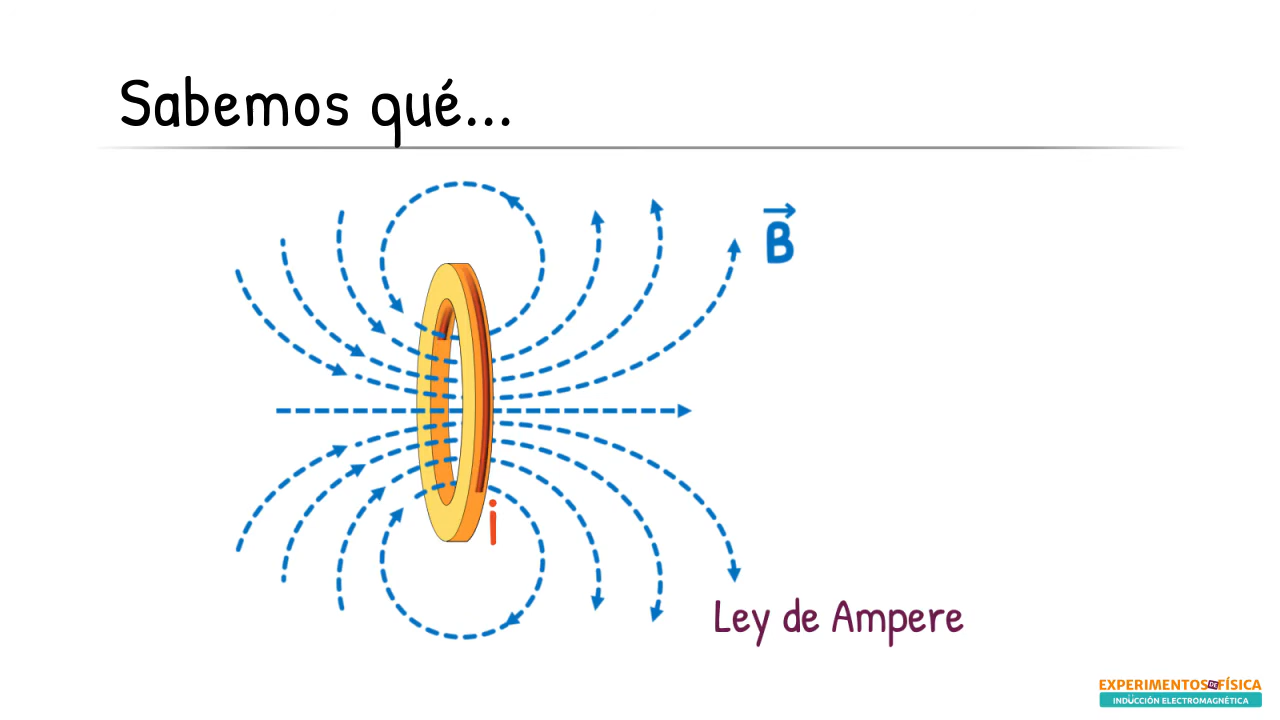 Sabemos qué...
B
i
Ley de Ampere
EXPERIMENTOS DE FÍSICA
INDUCCIÓN ELECTROMAGNÉTICA